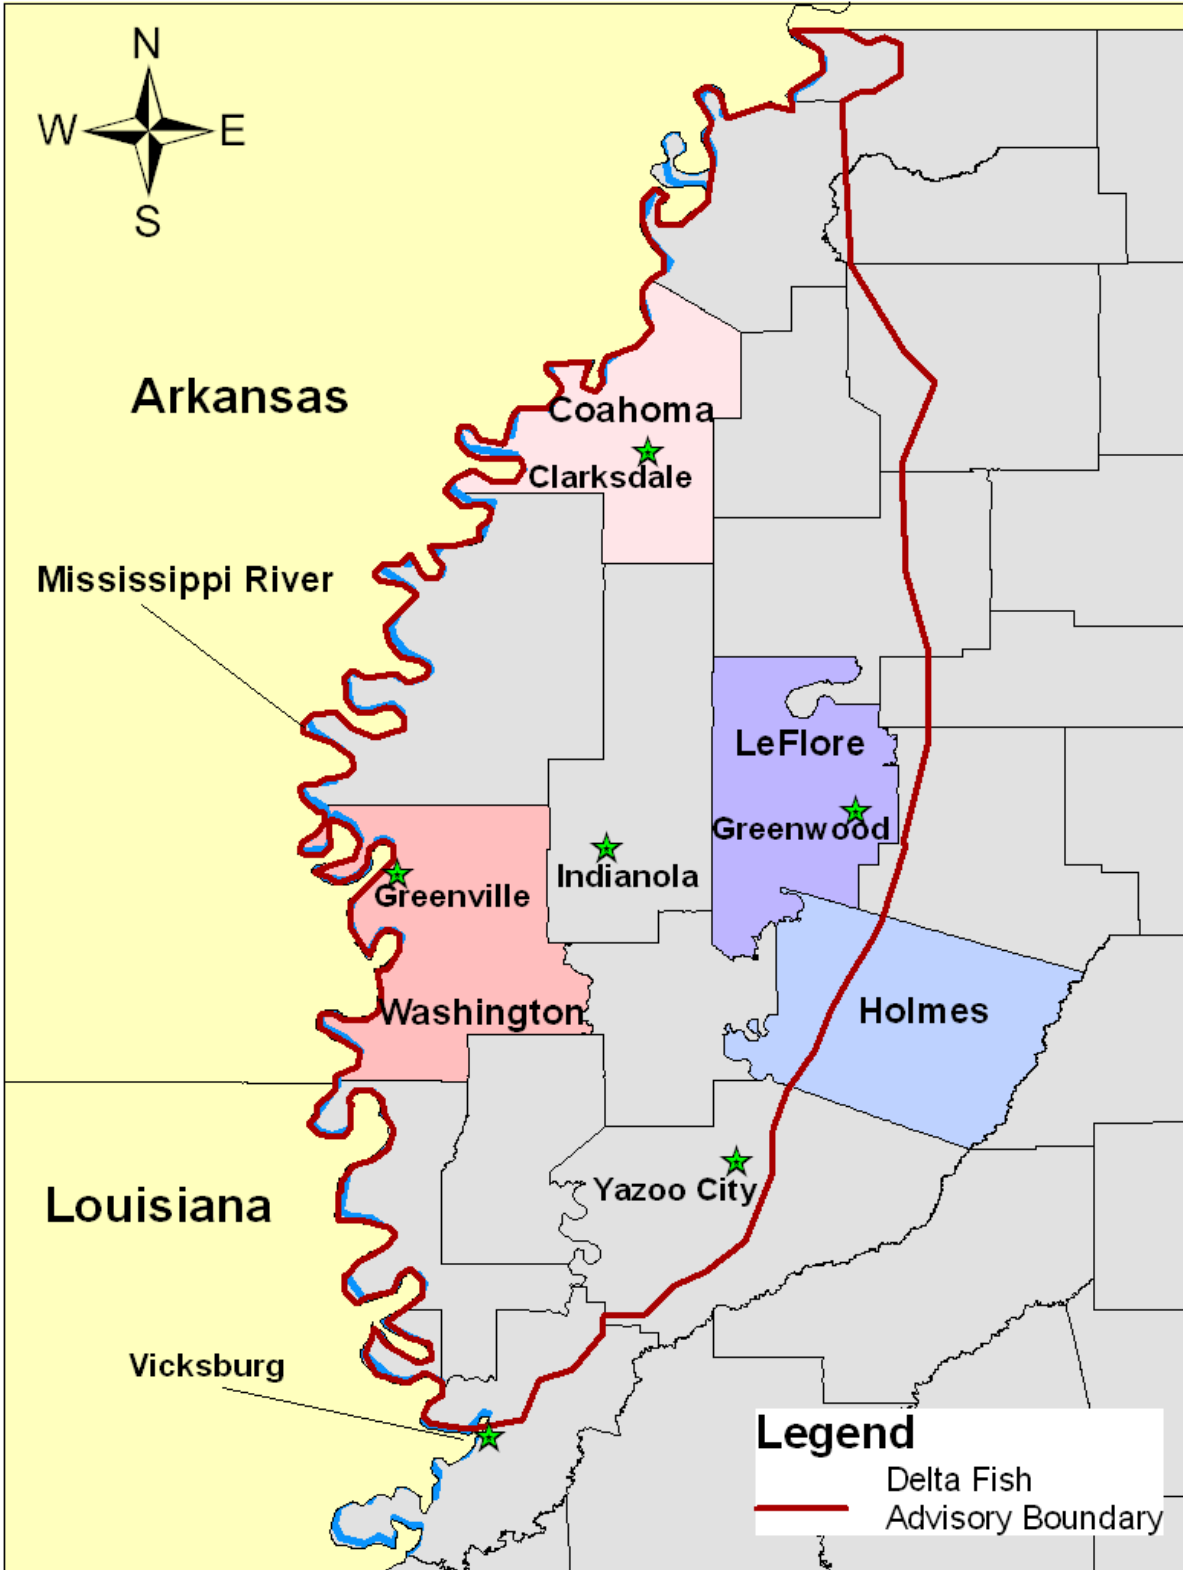 N
W E
S
Arkansas
Coahoma
Clarksdale
Mississippi River
LeFlore
Greenwood
Indianola
Greenville
Washington
Holmes
Yazoo City
Louisiana
Vicksburg
Legend
Delta Fish
Advisory Boundary